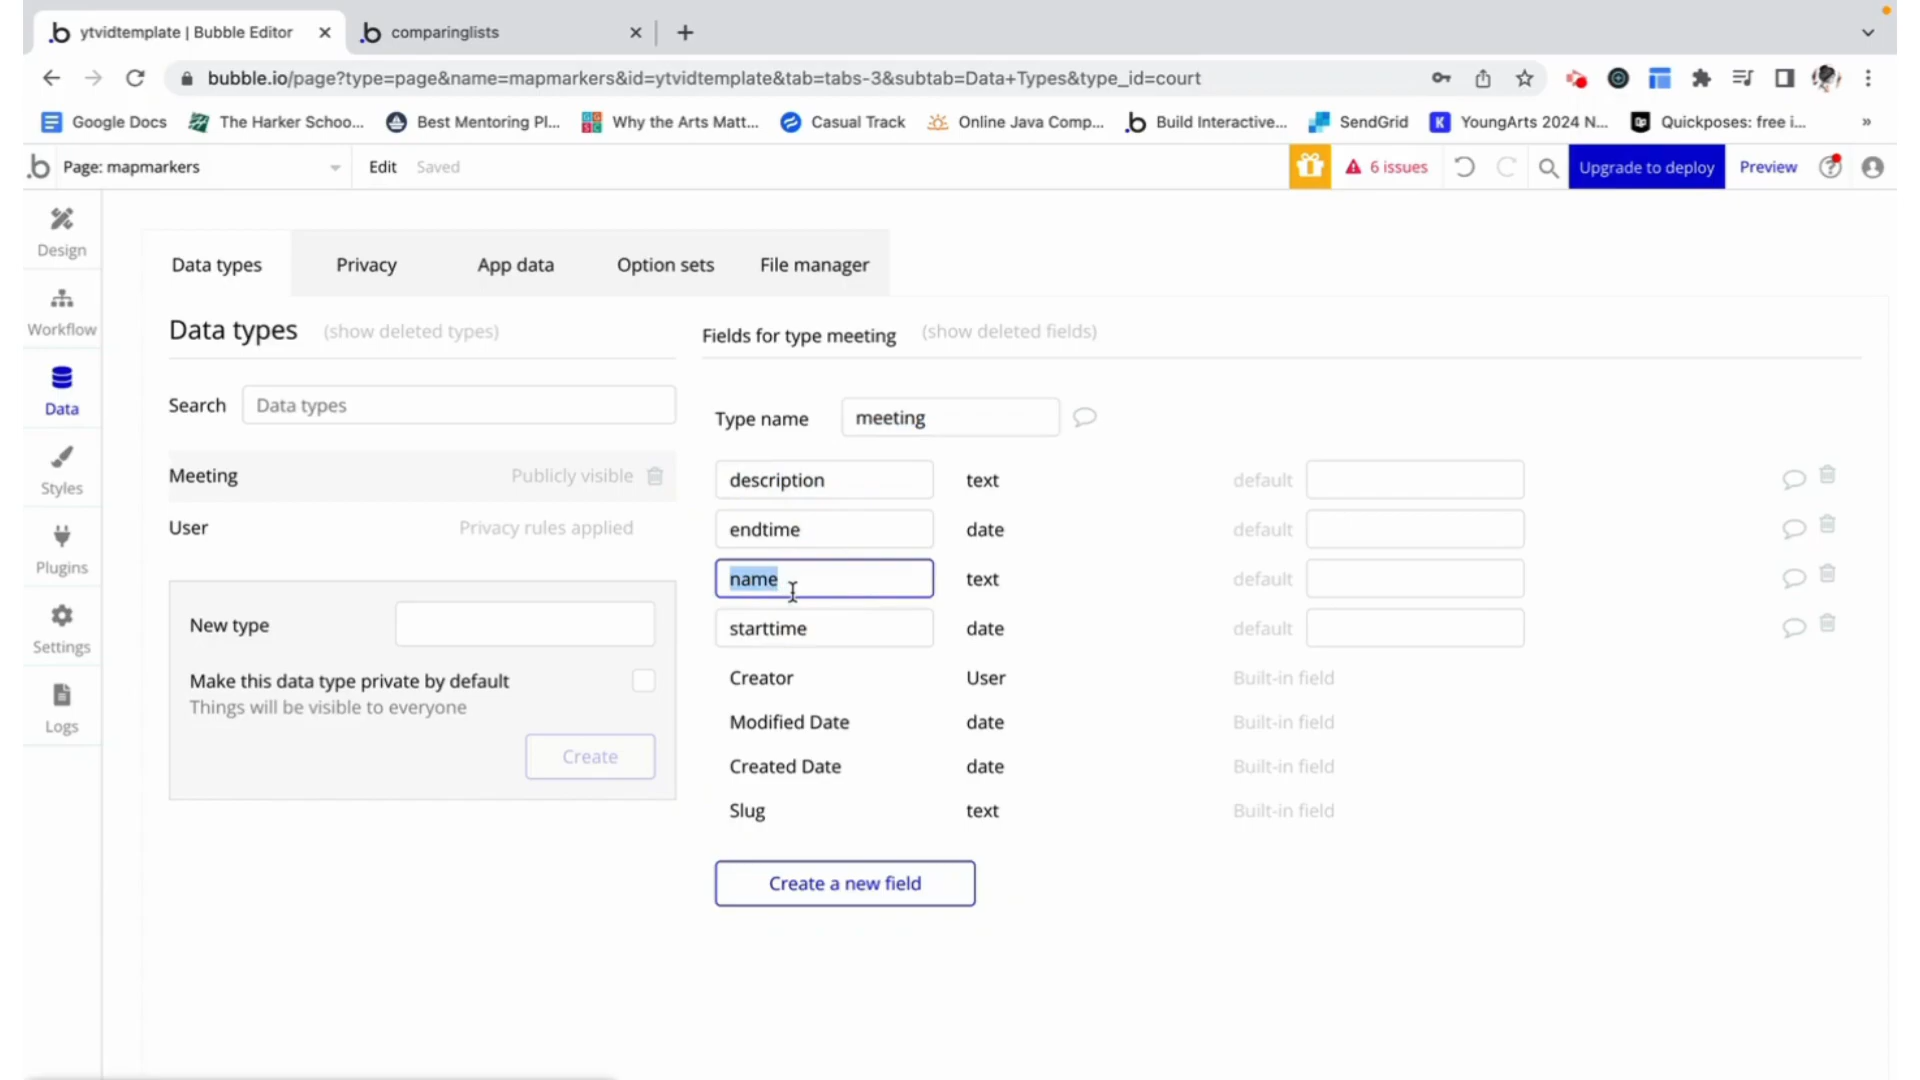 ytvidtemplate | Bubble Editor
comparinglists
bubble.io/page?type=page&name=mapmarkers&id=ytvidtemplate&tab=tabs-3&subtab=Data+Types&type_id=court
Google Docs
The Harker Schoo...
Best Mentoring Pl...
Why the Arts Matt...
Casual Track
Online Java Comp...
Build Interactive...
SendGrid
YoungArts 2024 N...
Quickposes: free i...
Page: mapmarkers
Edit
Saved
6 issues
Upgrade to deploy
Preview
Design
Workflow
Data
Styles
Plugins
Settings
Logs
Data types
Privacy
App data
Option sets
File manager
Data types (show deleted types)
Search
Data types
Meeting
Publicly visible
User
Privacy rules applied
New type
Make this data type private by default
Things will be visible to everyone
Create
Fields for type meeting (show deleted fields)
Type name
meeting
description text default
endtime date default
name text default
starttime date default
Creator User Built-in field
Modified Date date Built-in field
Created Date date Built-in field
Slug text Built-in field
Create a new field